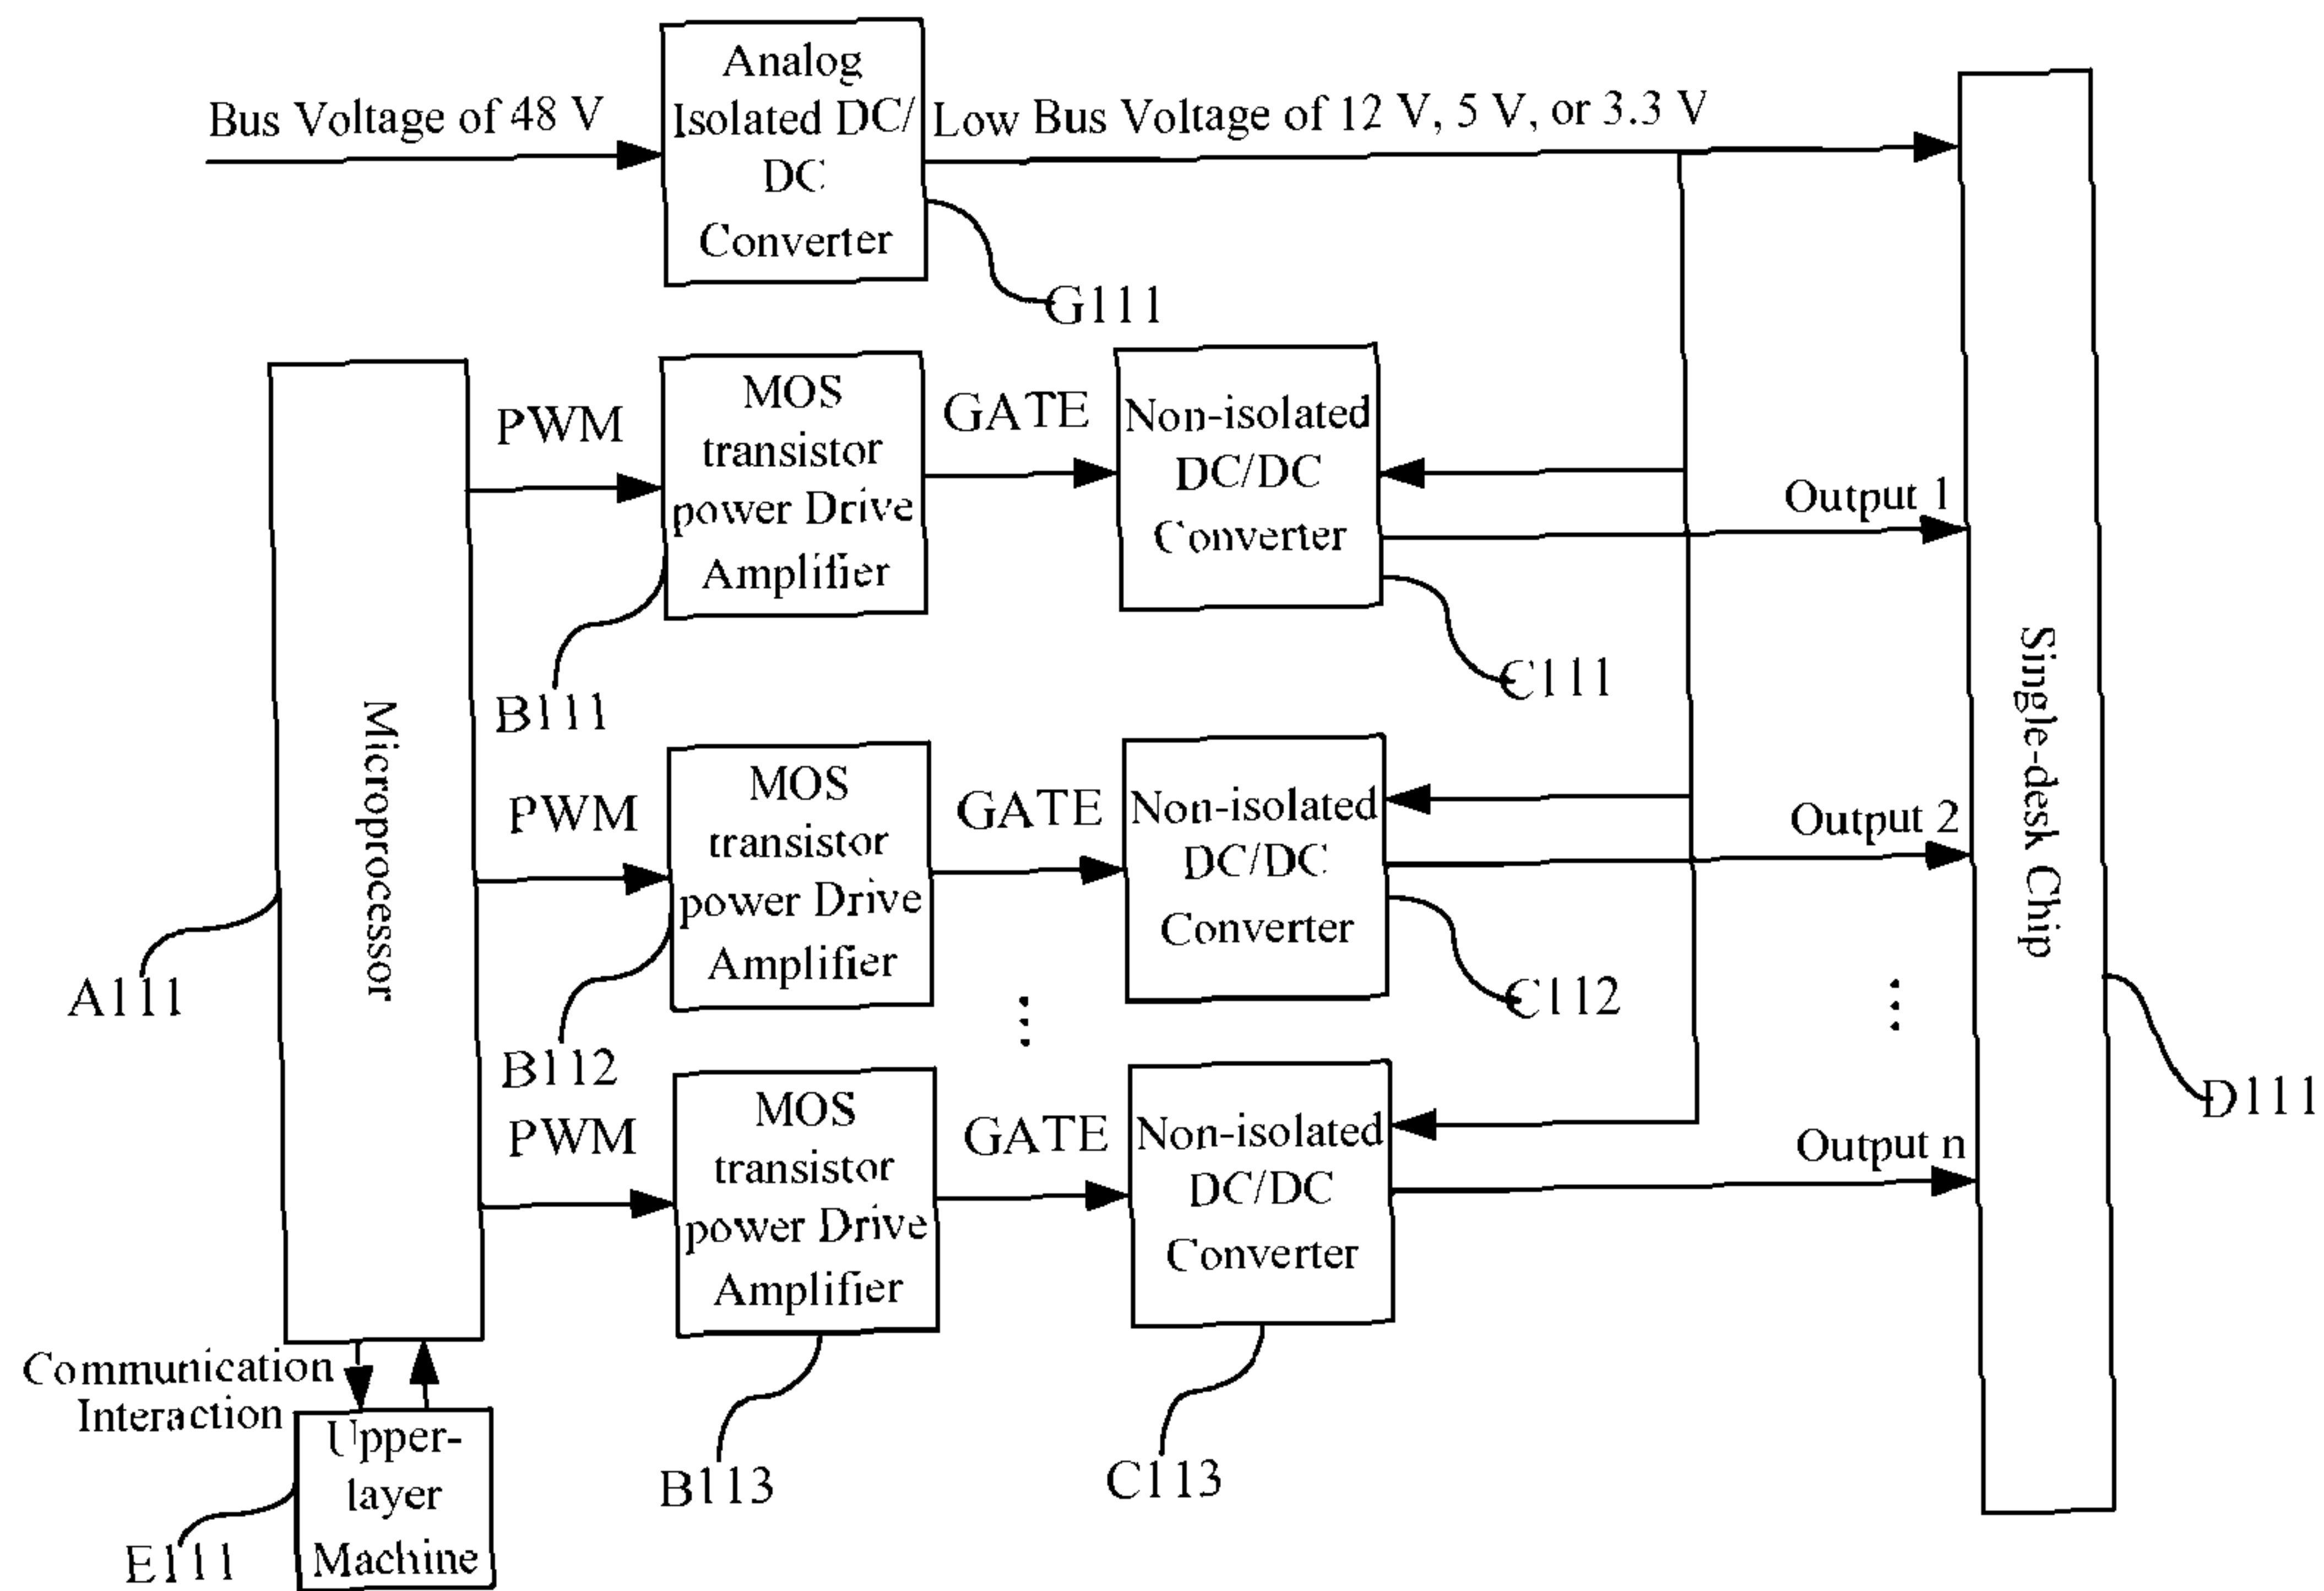 Bus Voltage of 48 V
Analog
Isolated DC/
DC
Converter
Low Bus Voltage of 12 V, 5 V, or 3.3 V
G111
Microprocessor
A111
PWM
MOS
transistor
power Drive
Amplifier
B111
GATE
Non-isolated
DC/DC
Converter
C111
Output 1
PWM
MOS
transistor
power Drive
Amplifier
B112
GATE
Non-isolated
DC/DC
Converter
C112
Output 2
⋮
⋮
PWM
MOS
transistor
power Drive
Amplifier
B113
GATE
Non-isolated
DC/DC
Converter
C113
Output n
Single-desk Chip
D111
Communication
Interaction
Upper-
layer
Machine
E111